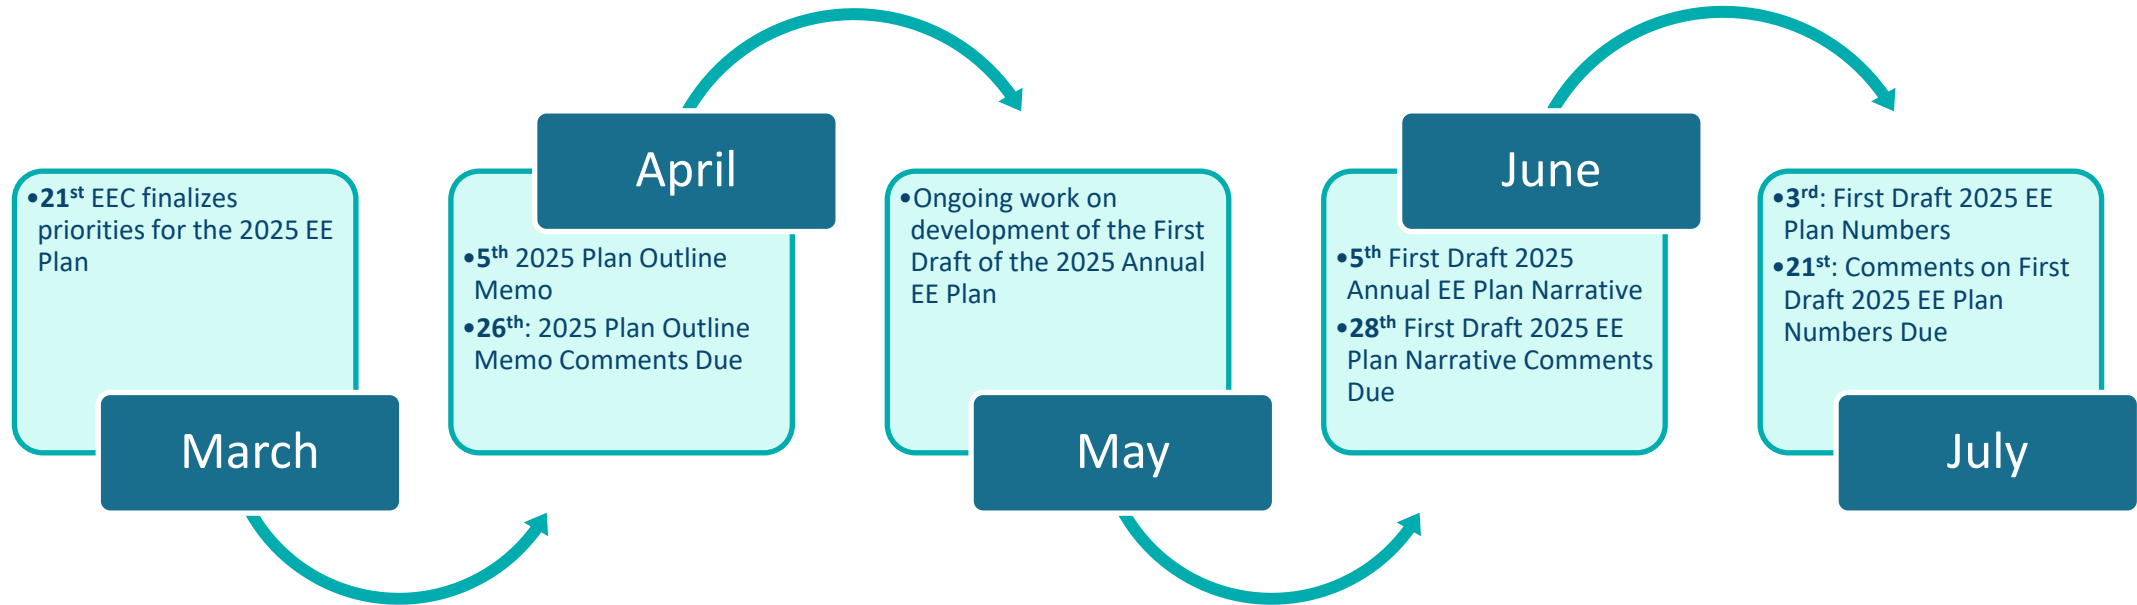 •21st EEC finalizes
priorities for the 2025 EE
Plan
March
April
•5th 2025 Plan Outline
Memo
•26th: 2025 Plan Outline
Memo Comments Due
•Ongoing work on
development of the First
Draft of the 2025 Annual
EE Plan
May
June
•5th First Draft 2025
Annual EE Plan Narrative
•28th First Draft 2025 EE
Plan Narrative Comments
Due
•3rd: First Draft 2025 EE
Plan Numbers
•21st: Comments on First
Draft 2025 EE Plan
Numbers Due
July